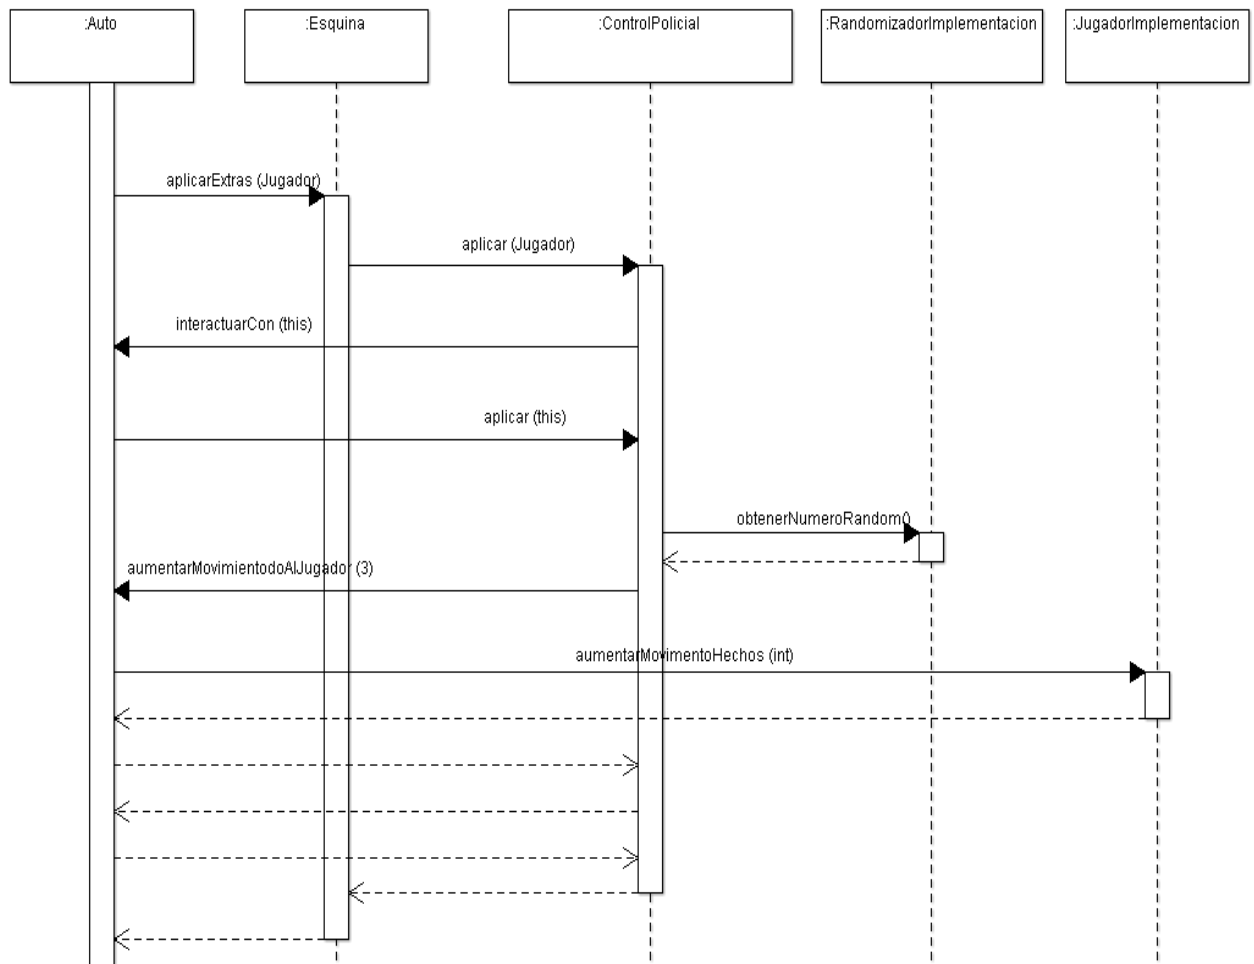 :Auto
:Esquina
:ControlPolicial
:RandomizadorImplementacion
:JugadorImplementacion
aplicarExtras (Jugador)
aplicar (Jugador)
interactuarCon (this)
aplicar (this)
obtenerNumeroRandom()
aumentarMovimientodoAlJugador (3)
aumentarMovimentoHechos (int)